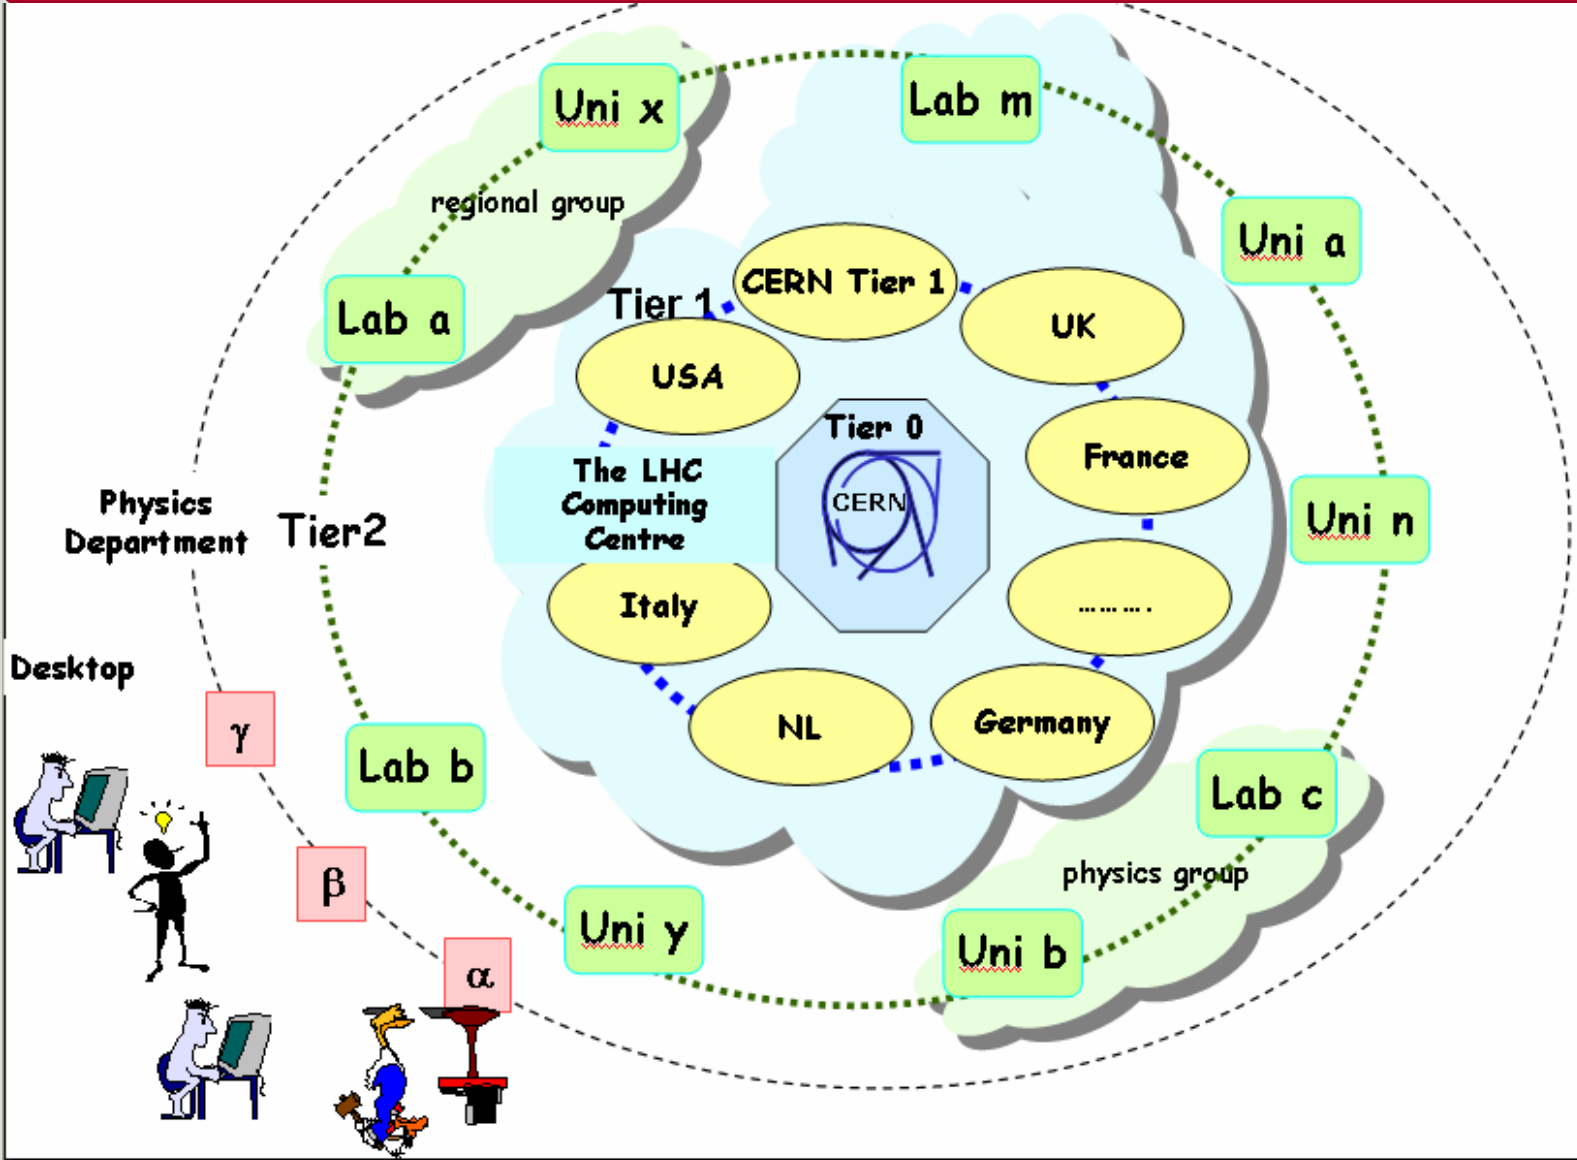 Uni x
Lab m
regional group
Uni a
Lab a
Tier 1
CERN Tier 1
UK
USA
Tier 0
CERN
France
The LHC
Computing
Centre
Physics
Department
Tier2
Uni n
Italy
……….
Desktop
γ
NL
Germany
Lab b
Lab c
β
physics group
Uni y
Uni b
α